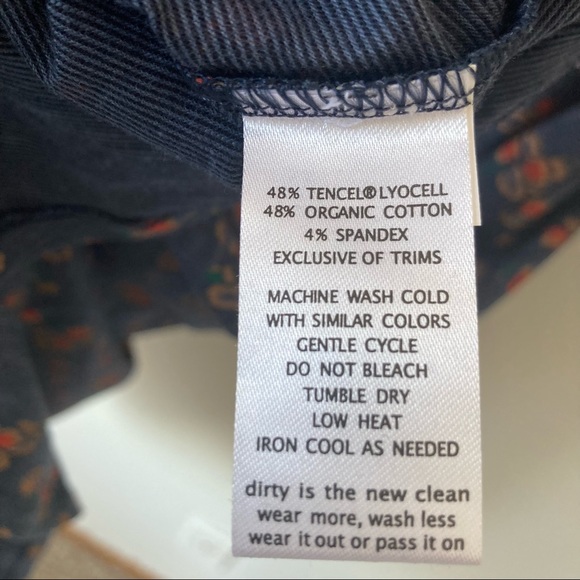 48% TENCEL® LYOCELL
48% ORGANIC COTTON
4% SPANDEX
EXCLUSIVE OF TRIMS
MACHINE WASH COLD
WITH SIMILAR COLORS
GENTLE CYCLE
DO NOT BLEACH
TUMBLE DRY
LOW HEAT
IRON COOL AS NEEDED
dirty is the new clean
wear more, wash less
wear it out or pass it on